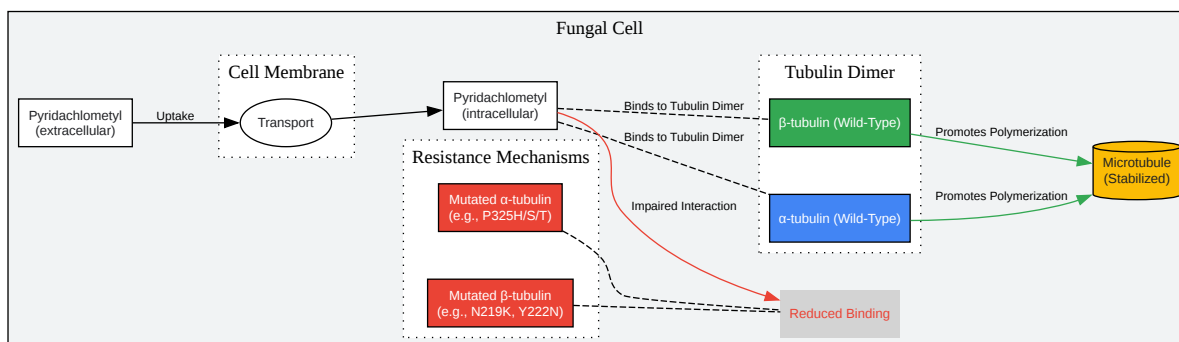 Fungal Cell
Cell Membrane
Tubulin Dimer
Pyridachlometyl
(extracellular)
Uptake
Transport
Pyridachlometyl
(intracellular)
Binds to Tubulin Dimer
Binds to Tubulin Dimer
β-tubulin (Wild-Type)
Promotes Polymerization
Microtubule
(Stabilized)
Resistance Mechanisms
Mutated α-tubulin
(e.g., P325H/S/T)
Impaired Interaction
α-tubulin (Wild-Type)
Promotes Polymerization
Mutated β-tubulin
(e.g., N219K, Y222N)
Reduced Binding